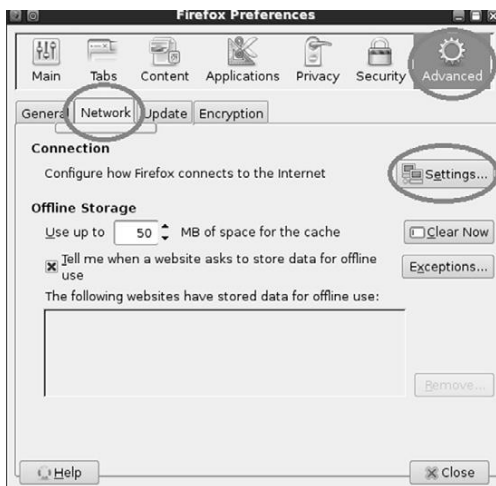 Firefox Preferences
Main Tabs Content Applications Privacy Security Advanced
General Network Update Encryption
Connection
Configure how Firefox connects to the Internet
Settings...
Offline Storage
Use up to 50 MB of space for the cache
Clear Now
Tell me when a website asks to store data for offline
use
Exceptions...
The following websites have stored data for offline use:
Remove...
Help
Close